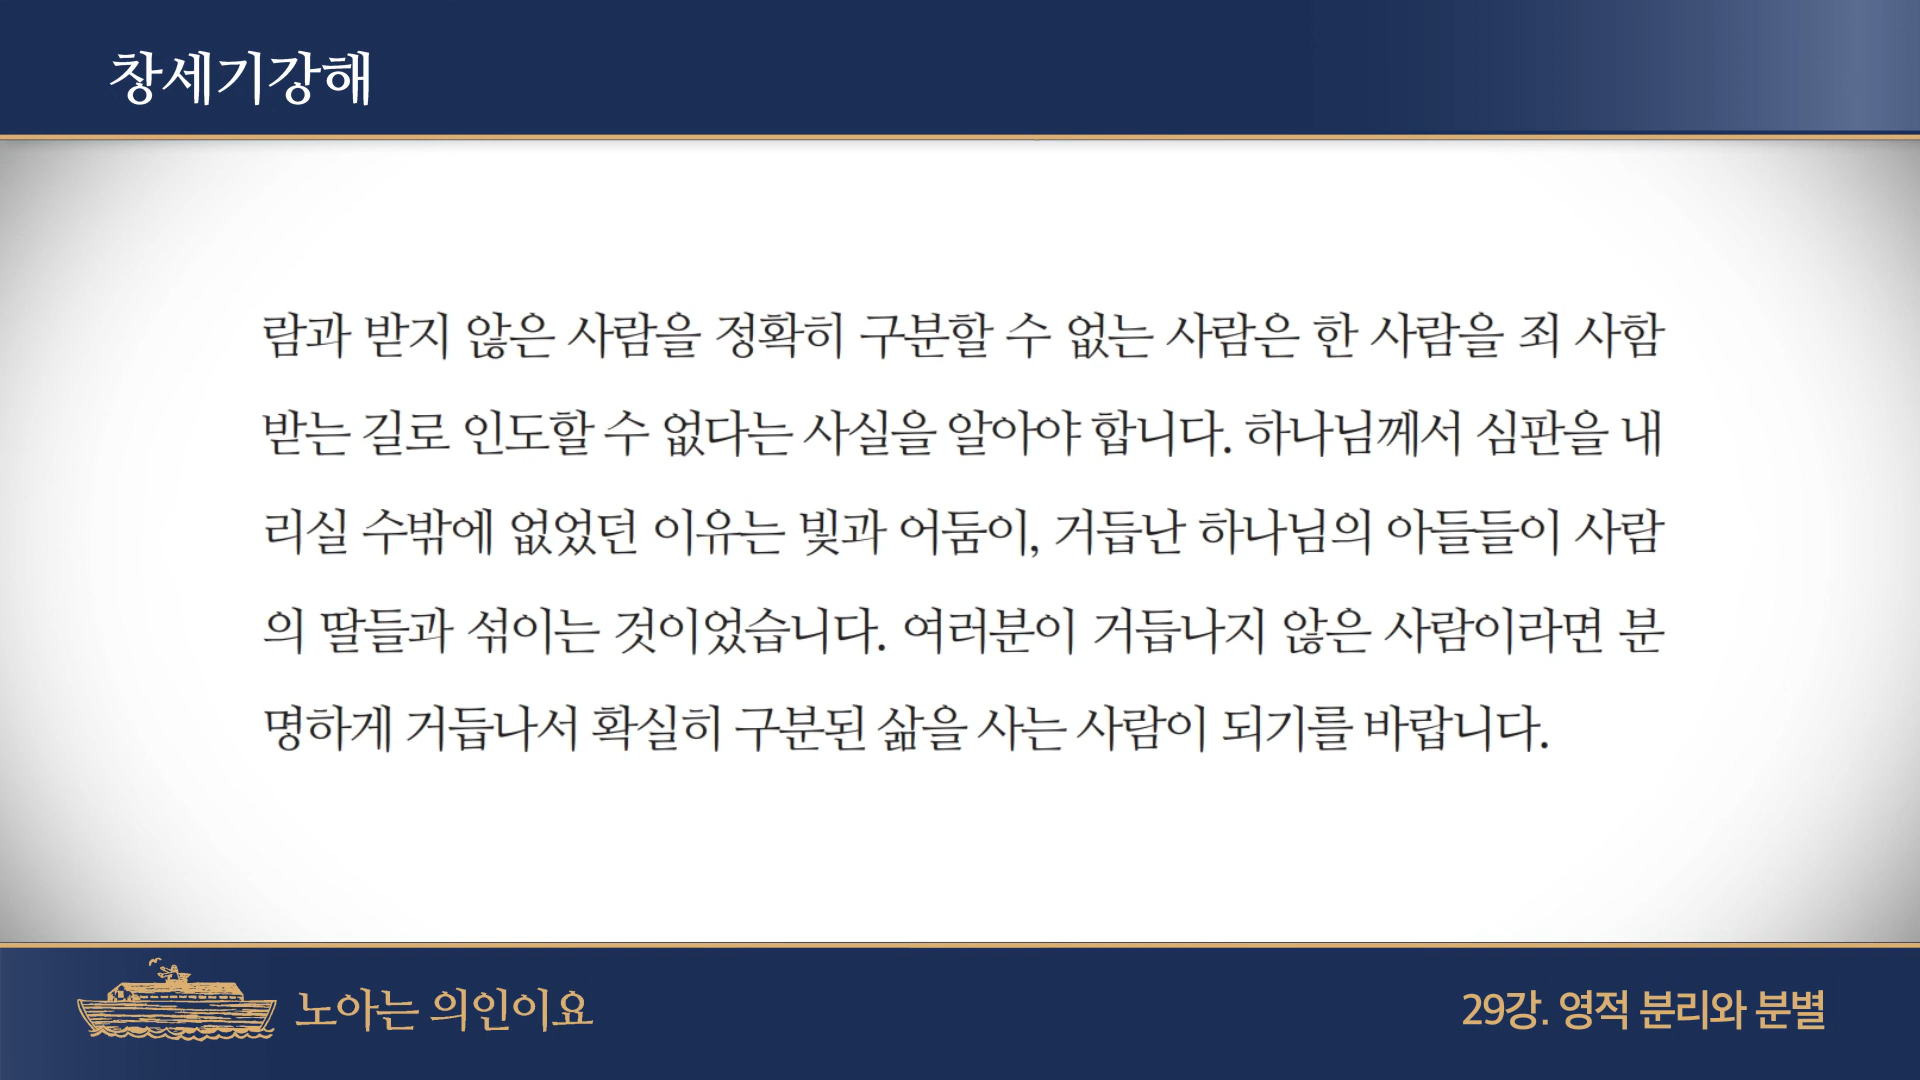 창세기강해
람과 받지 않은 사람을 정확히 구분할 수 없는 사람은 한 사람을 죄 사함
받는 길로 인도할 수 없다는 사실을 알아야 합니다. 하나님께서 심판을 내
리실 수밖에 없었던 이유는 빛과 어둠이, 거듭난 하나님의 아들들이 사람
의 딸들과 섞이는 것이었습니다. 여러분이 거듭나지 않은 사람이라면 분
명하게 거듭나서 확실히 구분된 삶을 사는 사람이 되기를 바랍니다.
노아는 의인이요
29강. 영적 분리와 분별